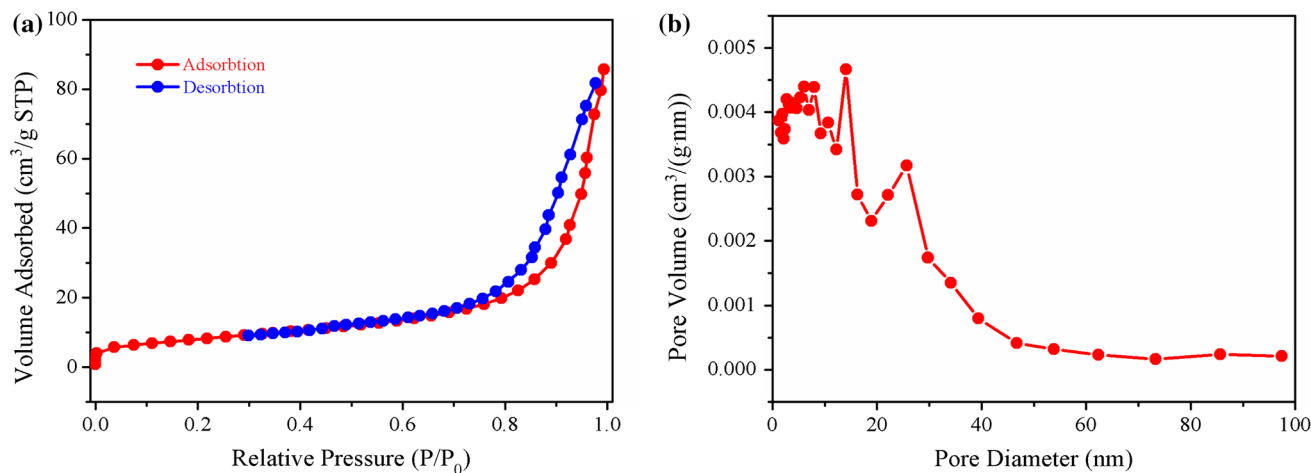 (a)
100
80
60
40
20
0
Volume Adsorbed (cm³/g STP)
Adsorbtion
Desorbtion
0.0 0.2 0.4 0.6 0.8 1.0
Relative Pressure (P/P₀)
(b)
0.005
0.004
0.003
0.002
0.001
0.000
Pore Volume (cm³/(g·nm))
0 20 40 60 80 100
Pore Diameter (nm)